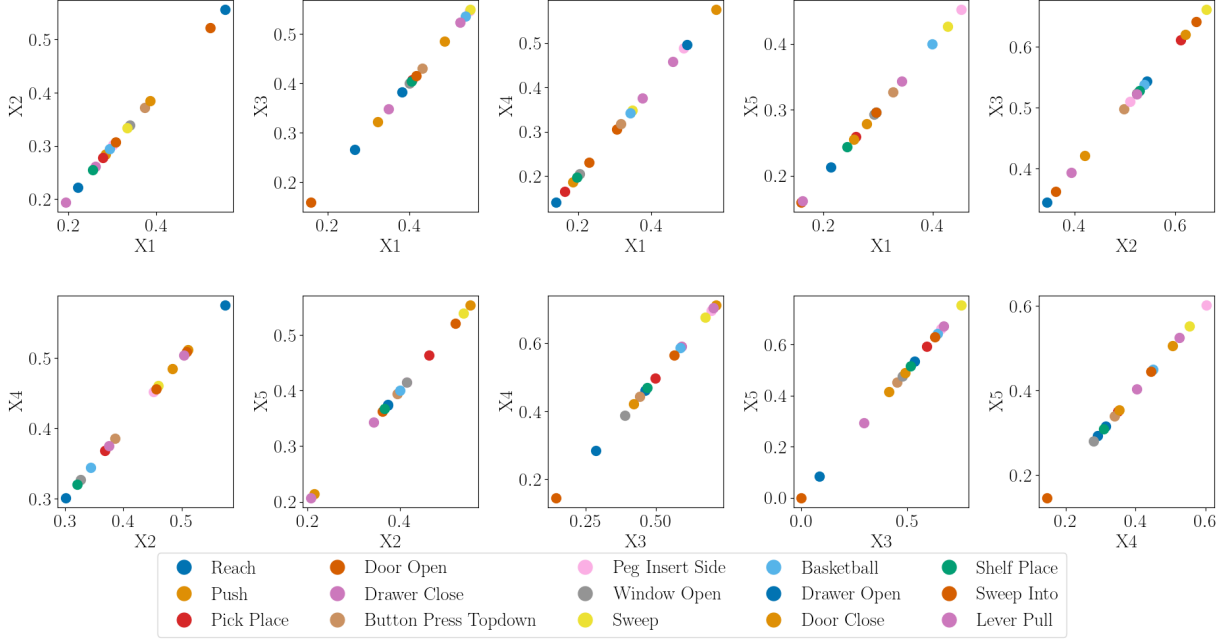 0.5
0.4
0.3
0.2
X2
0.2
0.4
X1
0.5
0.4
0.3
0.2
X3
0.2
0.4
X1
0.5
0.4
0.3
0.2
X4
0.2
0.4
X1
0.4
0.3
0.2
X5
0.2
0.4
X1
0.6
0.5
0.4
X3
0.4
0.6
X2
0.5
0.4
0.3
X4
0.3
0.4
0.5
X2
0.5
0.4
0.3
0.2
X5
0.2
0.4
X2
0.6
0.4
0.2
X4
0.25
0.50
X3
0.6
0.4
0.2
0.0
X5
0.0
0.5
X3
0.6
0.4
0.2
X5
0.2
0.4
0.6
X4
Reach
Push
Pick Place
Door Open
Drawer Close
Button Press Topdown
Peg Insert Side
Window Open
Sweep
Basketball
Drawer Open
Door Close
Shelf Place
Sweep Into
Lever Pull